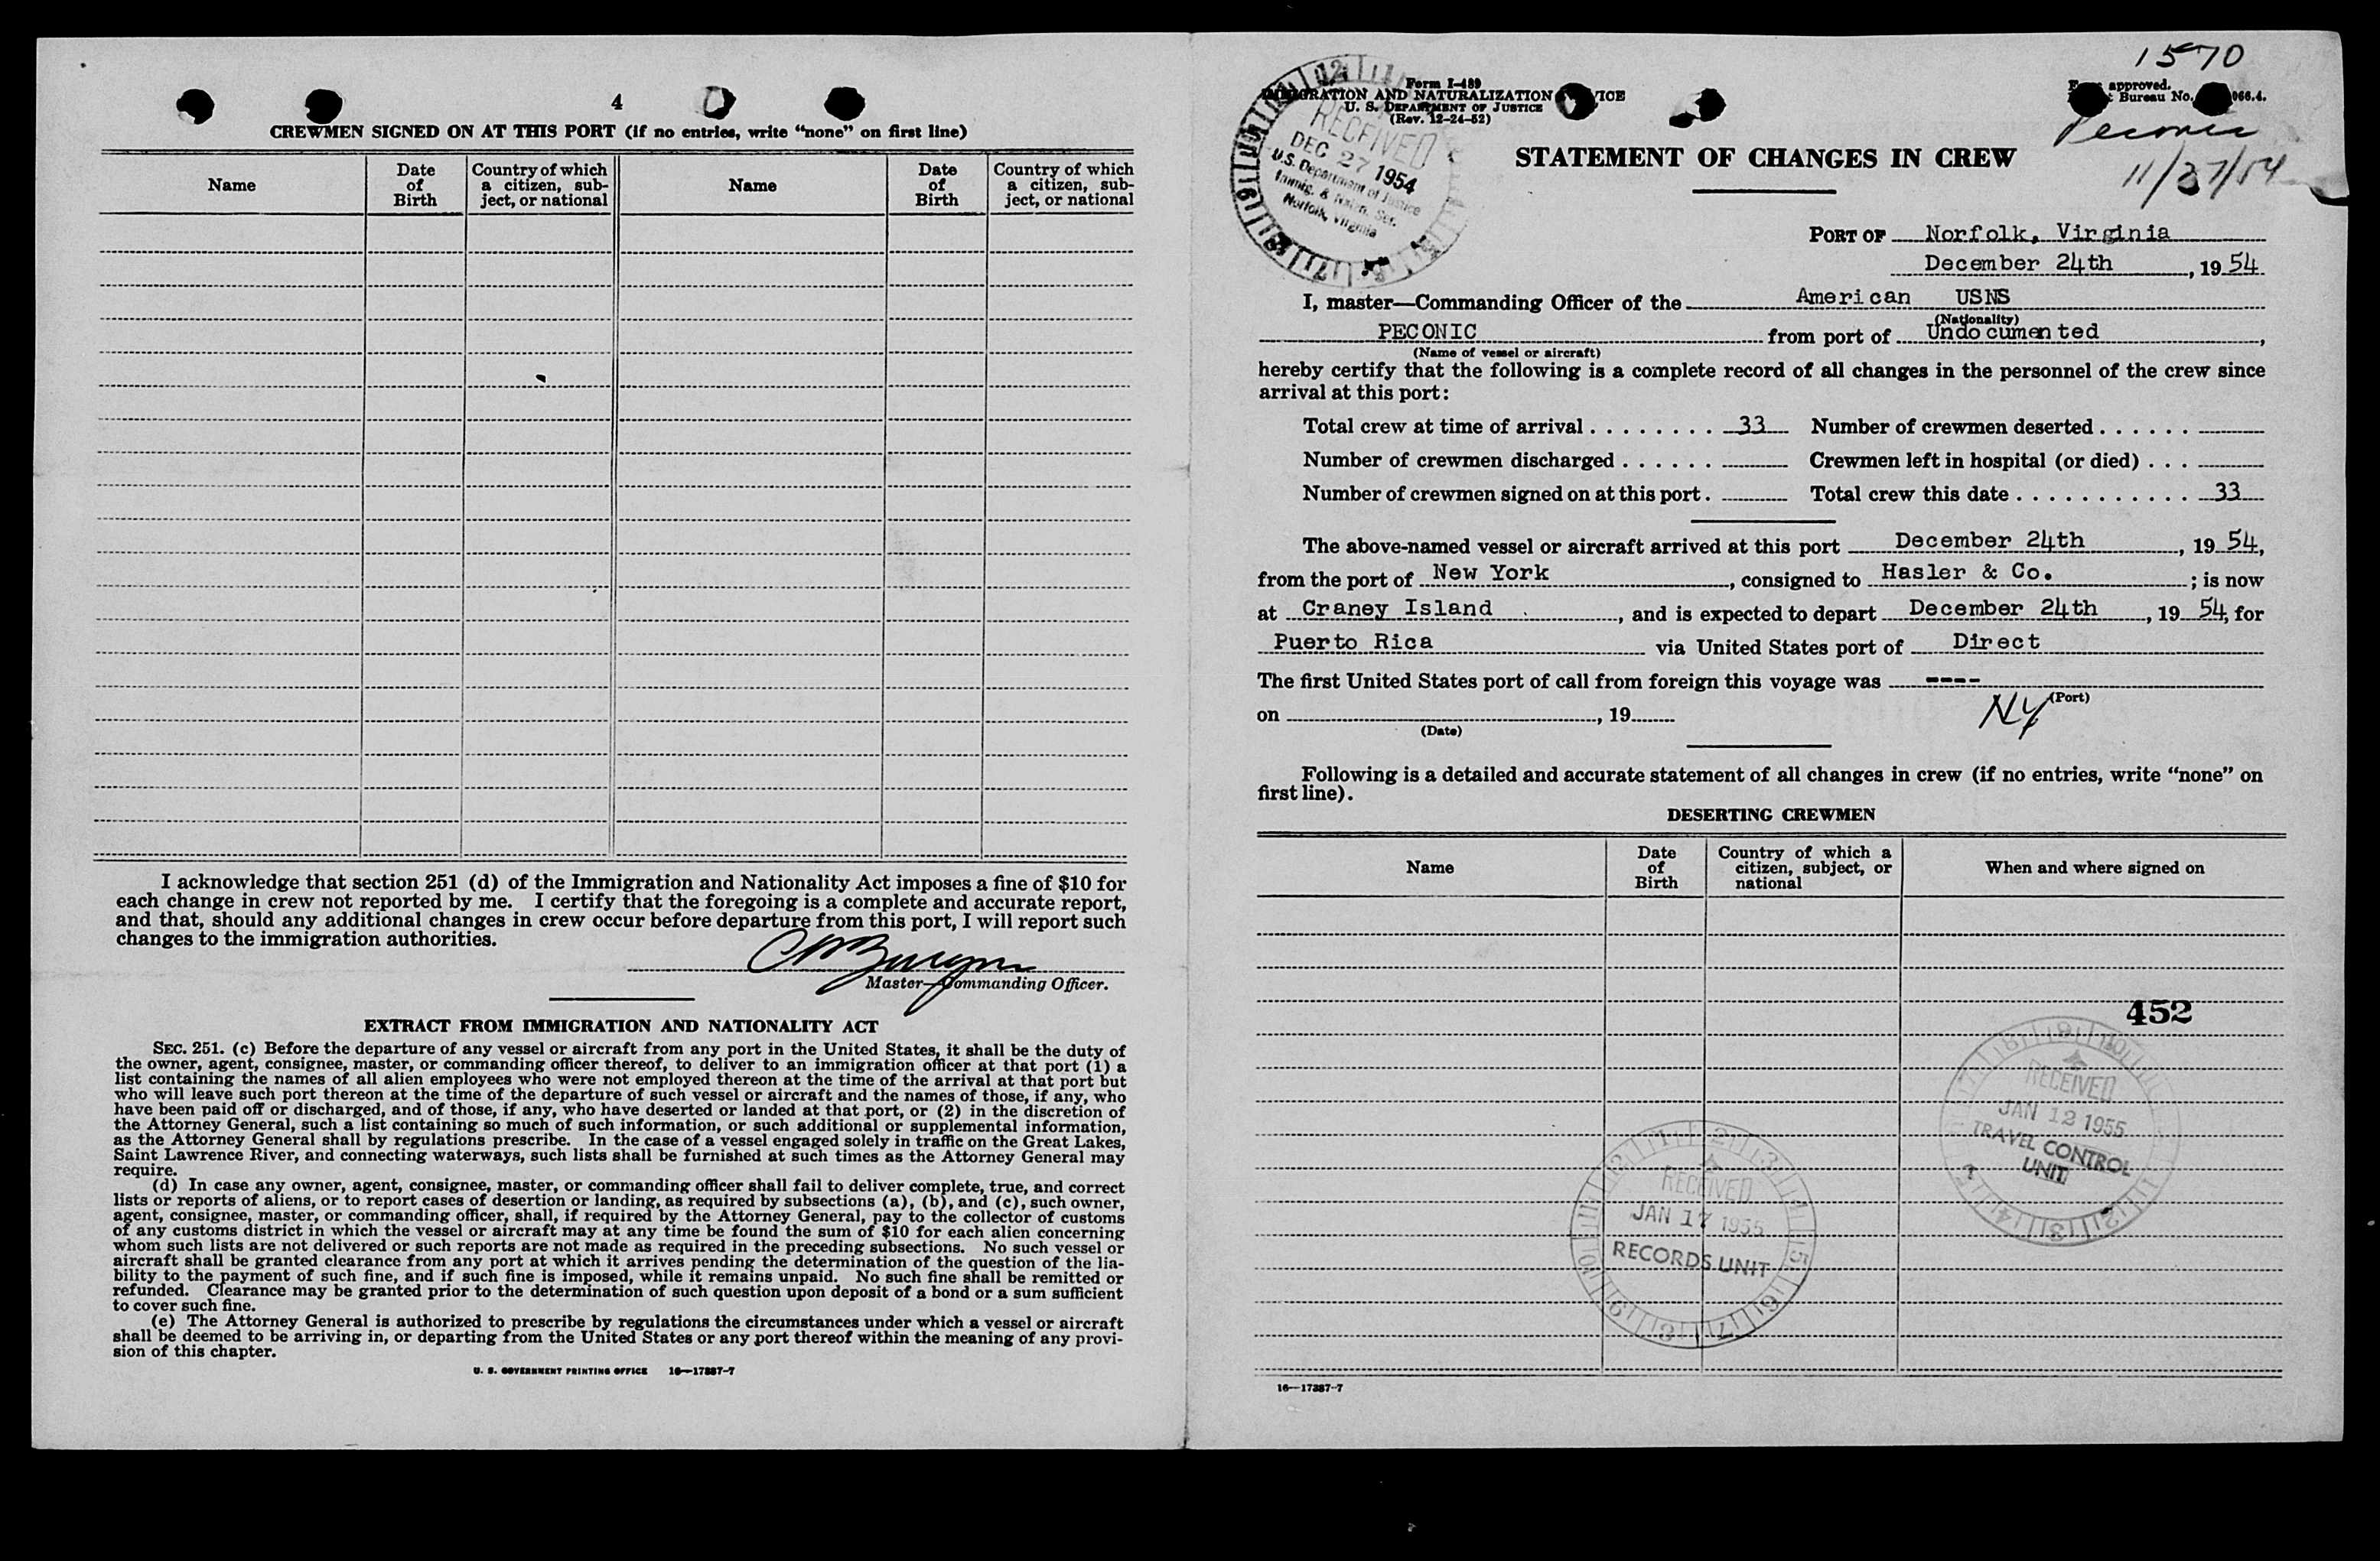 4
CREWMEN SIGNED ON AT THIS PORT (if no entries, write “none” on first line)
Name
Date of Birth
Country of which a citizen, sub-ject, or national
Name
Date of Birth
Country of which a citizen, sub-ject, or national
I acknowledge that section 251 (d) of the Immigration and Nationality Act imposes a fine of $10 for
each change in crew not reported by me. I certify that the foregoing is a complete and accurate report,
and that, should any additional changes in crew occur before departure from this port, I will report such
changes to the immigration authorities.
Master—Commanding Officer.
EXTRACT FROM IMMIGRATION AND NATIONALITY ACT
SEC. 251. (c) Before the departure of any vessel or aircraft from any port in the United States, it shall be the duty of
the owner, agent, consignee, master, or commanding officer thereof, to deliver to an immigration officer at that port (1) a
list containing the names of all alien employees who were not employed thereon at the time of the arrival at that port but
who will leave such port thereon at the time of the departure of such vessel or aircraft and the names of those, if any, who
have been paid off or discharged, and of those, if any, who have deserted or landed at that port, or (2) in the discretion of
the Attorney General, such a list containing so much of such information, or such additional or supplemental information,
as the Attorney General shall by regulations prescribe. In the case of a vessel engaged solely in traffic on the Great Lakes,
Saint Lawrence River, and connecting waterways, such lists shall be furnished at such times as the Attorney General may
require.
(d) In case any owner, agent, consignee, master, or commanding officer shall fail to deliver complete, true, and correct
lists or reports of aliens, or to report cases of desertion or landing, as required by subsections (a), (b), and (c), such owner,
agent, consignee, master, or commanding officer, shall, if required by the Attorney General, pay to the collector of customs
of any customs district in which the vessel or aircraft may at any time be found the sum of $10 for each alien concerning
whom such lists are not delivered or such reports are not made as required in the preceding subsections. No such vessel or
aircraft shall be granted clearance from any port at which it arrives pending the determination of the question of the lia-
bility to the payment of such fine, and if such fine is imposed, while it remains unpaid. No such fine shall be remitted or
refunded. Clearance may be granted prior to the determination of such question upon deposit of a bond or a sum sufficient
to cover such fine.
(e) The Attorney General is authorized to prescribe by regulations the circumstances under which a vessel or aircraft
shall be deemed to be arriving in, or departing from the United States or any port thereof within the meaning of any provi-
sion of this chapter.
U. S. GOVERNMENT PRINTING OFFICE 16—17387-7
1570
Form I-489
AND NATURALIZATION
U. S. DEPARTMENT OF JUSTICE
(Rev. 12-24-52)
approved.
Bureau No. 066.4.
Peconic
RECEIVED
DEC 27 1954
U.S. Department of Justice
Immig. & Natzn. Ser.
Norfolk, Virginia
STATEMENT OF CHANGES IN CREW
PORT OF Norfolk, Virginia
December 24th, 19 54
I, master—Commanding Officer of the American USNS
(Nationality)
PECONIC from port of Undocumented,
(Name of vessel or aircraft)
hereby certify that the following is a complete record of all changes in the personnel of the crew since
arrival at this port:
Total crew at time of arrival . . . . . . . . 33 Number of crewmen deserted . . . . . .
Number of crewmen discharged . . . . . . Crewmen left in hospital (or died) . . .
Number of crewmen signed on at this port . Total crew this date . . . . . . . . . . . . 33
The above-named vessel or aircraft arrived at this port December 24th, 19 54,
from the port of New York, consigned to Hasler & Co. ; is now
at Craney Island, and is expected to depart December 24th, 19 54, for
Puerto Rica via United States port of Direct
The first United States port of call from foreign this voyage was ----
(Port)
NY
on , 19
(Date)
Following is a detailed and accurate statement of all changes in crew (if no entries, write “none” on
first line).
DESERTING CREWMEN
Name
Date of Birth
Country of which a citizen, subject, or national
When and where signed on
452
RECEIVED
JAN 12 1955
TRAVEL CONTROL
UNIT
RECEIVED
JAN 17 1955
RECORDS UNIT
16—17387-7